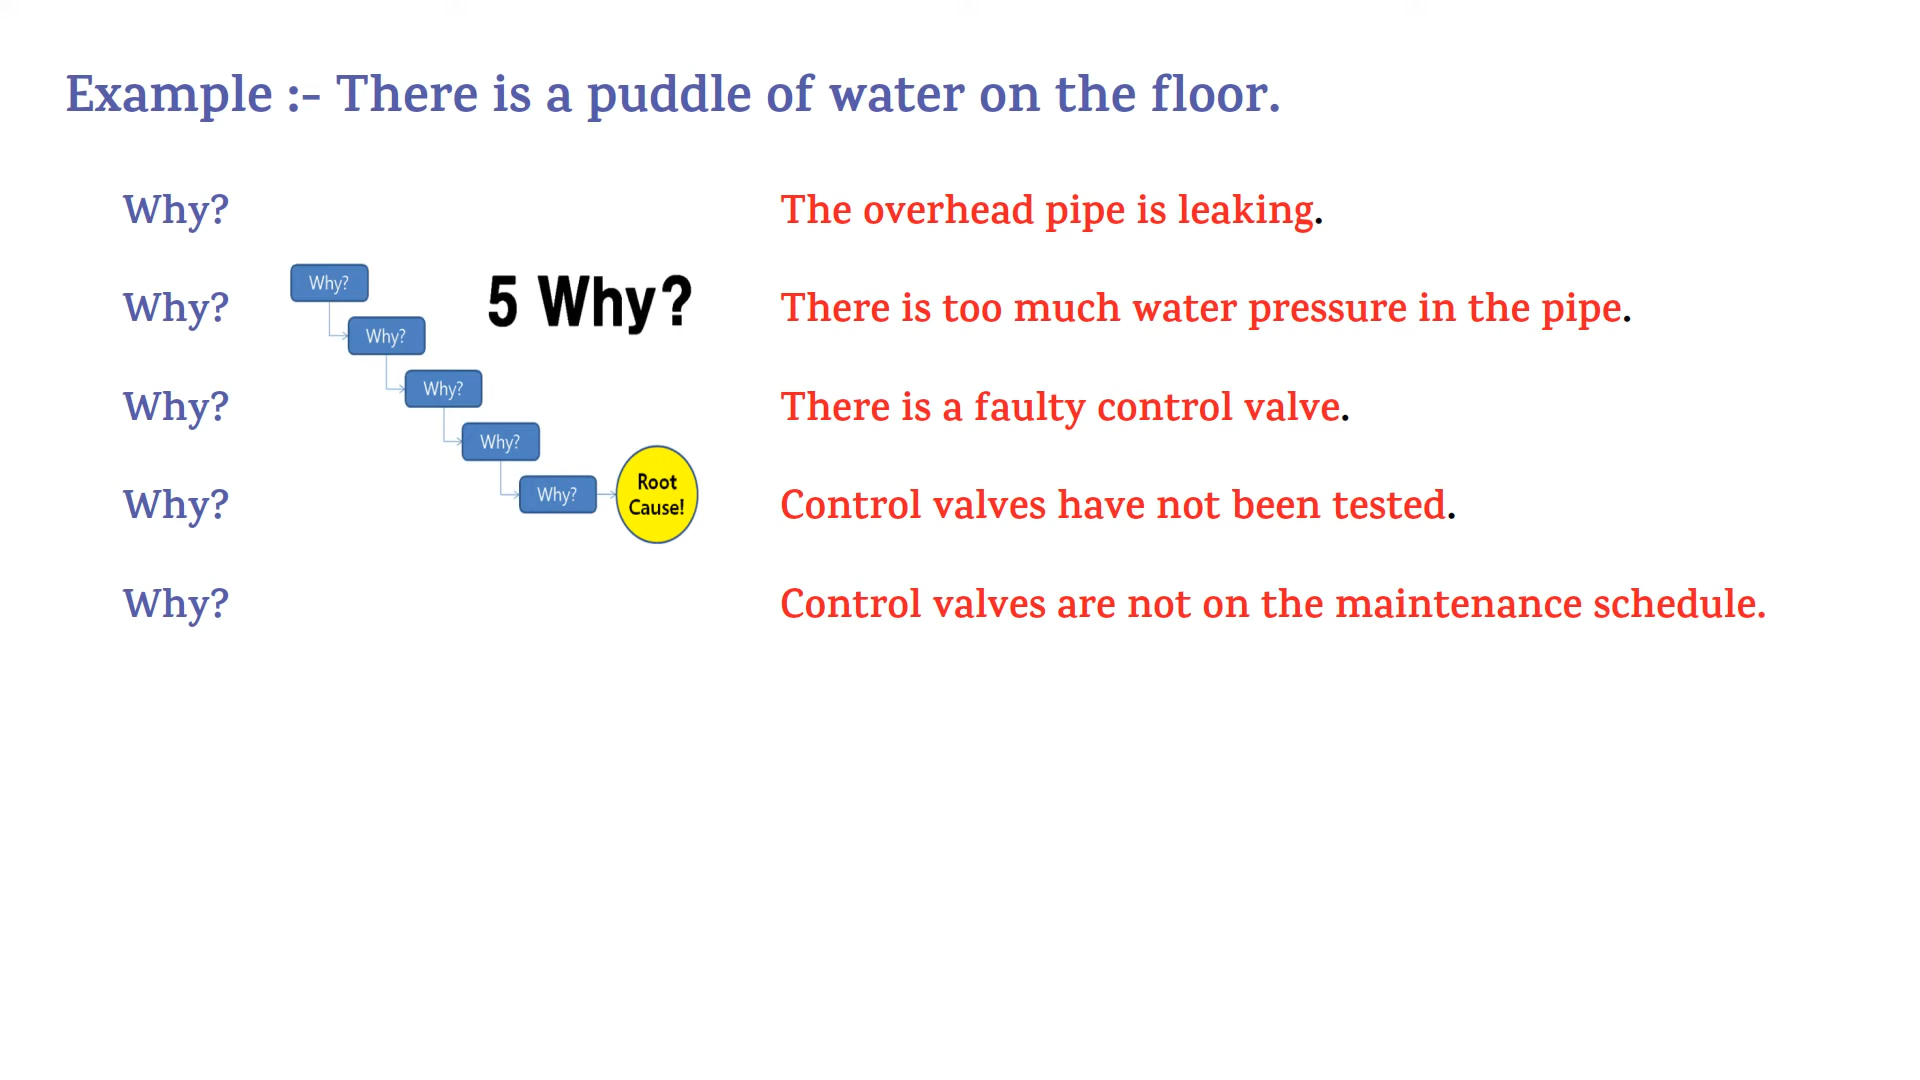 Example :- There is a puddle of water on the floor.
Why? The overhead pipe is leaking.
Why? There is too much water pressure in the pipe.
Why? There is a faulty control valve.
Why? Control valves have not been tested.
Why? Control valves are not on the maintenance schedule.
5 Why?
Why?
Why?
Why?
Why?
Why?
Root
Cause!